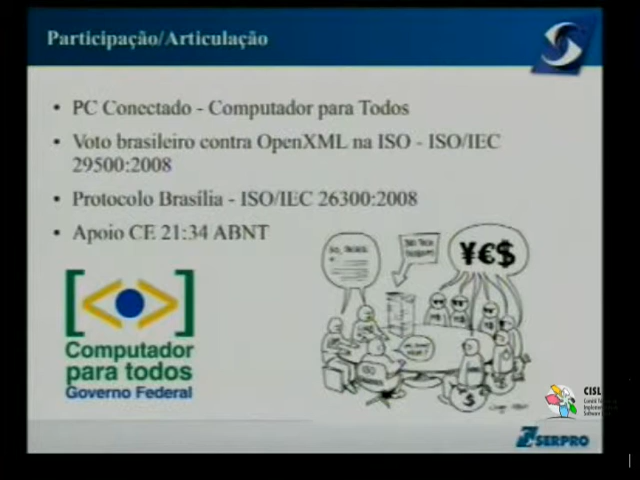 Participação/Articulação
• PC Conectado - Computador para Todos
• Voto brasileiro contra OpenXML na ISO - ISO/IEC
29500:2008
• Protocolo Brasília - ISO/IEC 26300:2008
• Apoio CE 21:34 ABNT
¥€$
ISO
$
Computador
para todos
Governo Federal
CISL
SERPRO